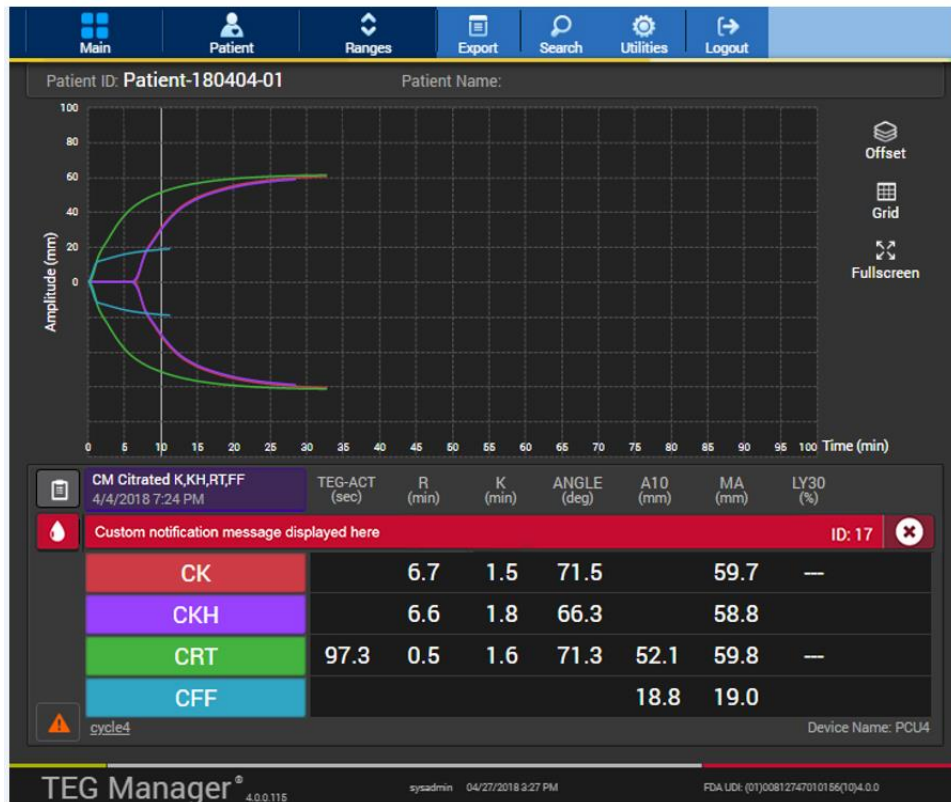 Main Patient Ranges Export Search Utilities Logout
Patient ID: Patient-180404-01 Patient Name:
100
80
60
40
20
0
Amplitude (mm)
Offset
Grid
Fullscreen
0 5 10 15 20 25 30 35 40 45 50 55 60 65 70 75 80 85 90 95 100 Time (min)
CM Citrated K,KH,RT,FF TEG-ACT R K ANGLE A10 MA LY30
4/4/2018 7:24 PM (sec) (min) (min) (deg) (mm) (mm) (%)
Custom notification message displayed here ID: 17
CK 6.7 1.5 71.5 59.7 ---
CKH 6.6 1.8 66.3 58.8
CRT 97.3 0.5 1.6 71.3 52.1 59.8 ---
CFF 18.8 19.0
cycle4 Device Name: PCU4
TEG Manager® 4.0.0.115 sysadmin 04/27/2018 3:27 PM FDA UDI: (01)00812747010156(10)4.0.0